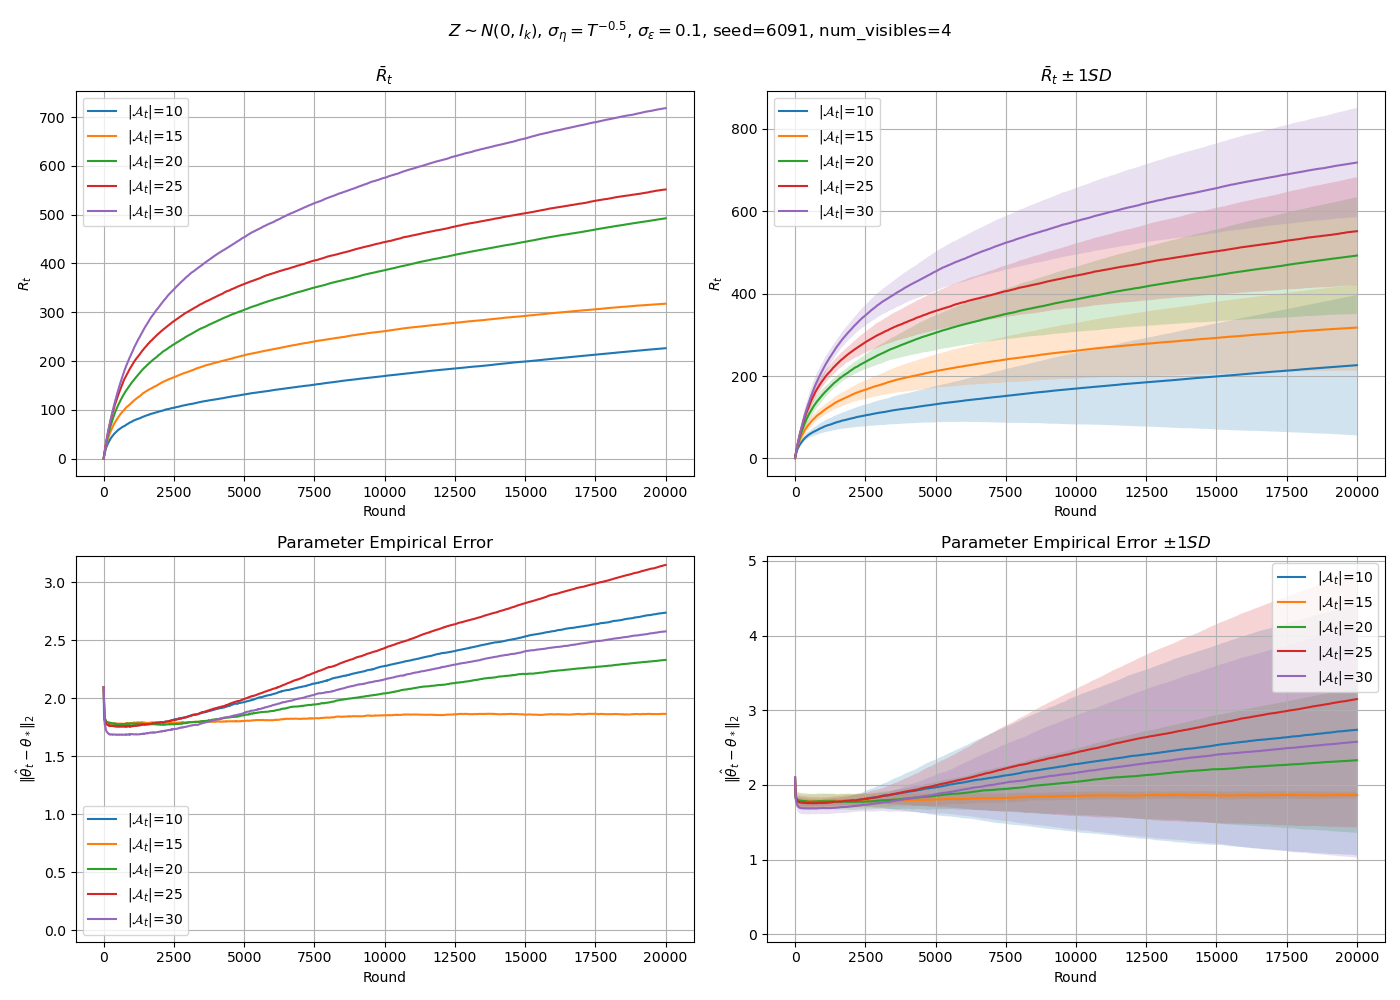 Z ∼ N(0, I_k), σ_η = T^{−0.5}, σ_ε = 0.1, seed=6091, num_visibles=4
R̄_t
R_t
700
600
500
400
300
200
100
0
|𝒜_t|=10
|𝒜_t|=15
|𝒜_t|=20
|𝒜_t|=25
|𝒜_t|=30
0 2500 5000 7500 10000 12500 15000 17500 20000
Round
R̄_t ± 1SD
R_t
800
600
400
200
0
|𝒜_t|=10
|𝒜_t|=15
|𝒜_t|=20
|𝒜_t|=25
|𝒜_t|=30
0 2500 5000 7500 10000 12500 15000 17500 20000
Round
Parameter Empirical Error
‖θ̂_t − θ_*‖_2
3.0
2.5
2.0
1.5
1.0
0.5
0.0
|𝒜_t|=10
|𝒜_t|=15
|𝒜_t|=20
|𝒜_t|=25
|𝒜_t|=30
0 2500 5000 7500 10000 12500 15000 17500 20000
Round
Parameter Empirical Error ±1SD
‖θ̂_t − θ_*‖_2
5
4
3
2
1
0
|𝒜_t|=10
|𝒜_t|=15
|𝒜_t|=20
|𝒜_t|=25
|𝒜_t|=30
0 2500 5000 7500 10000 12500 15000 17500 20000
Round